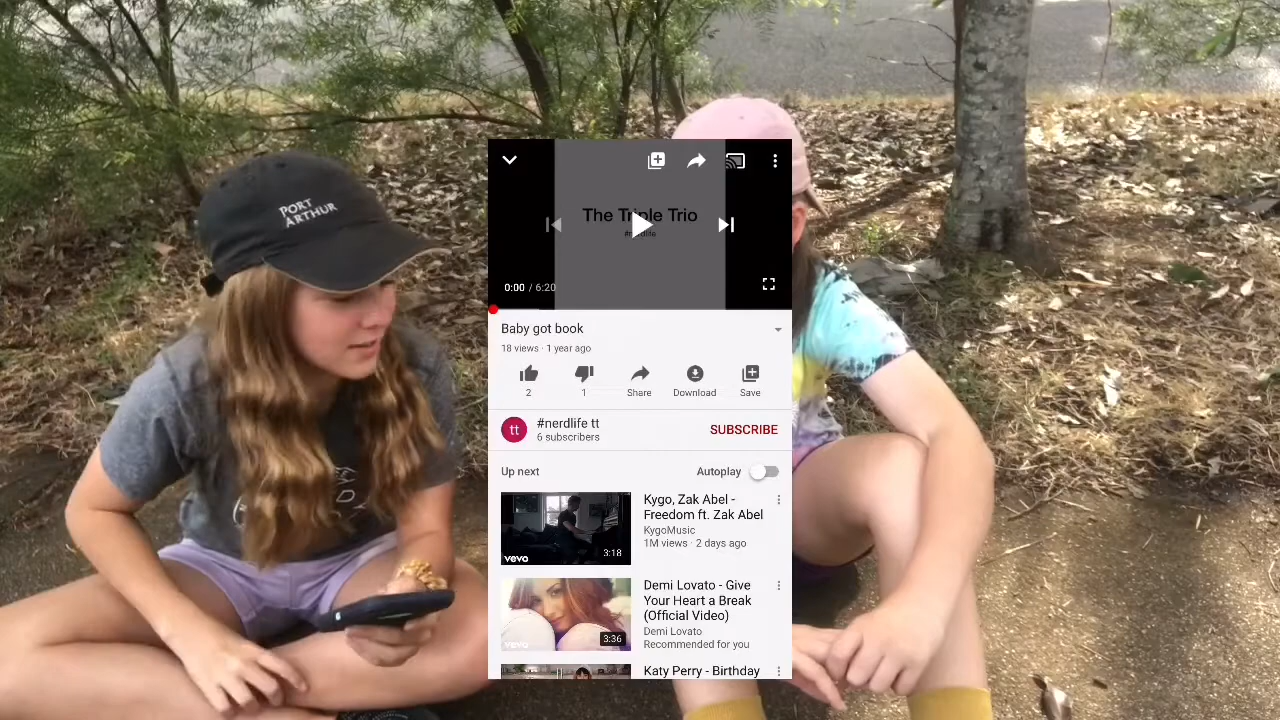 PORT
ARTHUR
The Triple Trio
#nerdlife
0:00 / 6:20
Baby got book
18 views · 1 year ago
2
1
Share
Download
Save
tt
#nerdlife tt
6 subscribers
SUBSCRIBE
Up next
Autoplay
Kygo, Zak Abel -
Freedom ft. Zak Abel
KygoMusic
1M views · 2 days ago
vevo
3:18
Demi Lovato - Give
Your Heart a Break
(Official Video)
Demi Lovato
Recommended for you
vevo
3:36
Katy Perry - Birthday